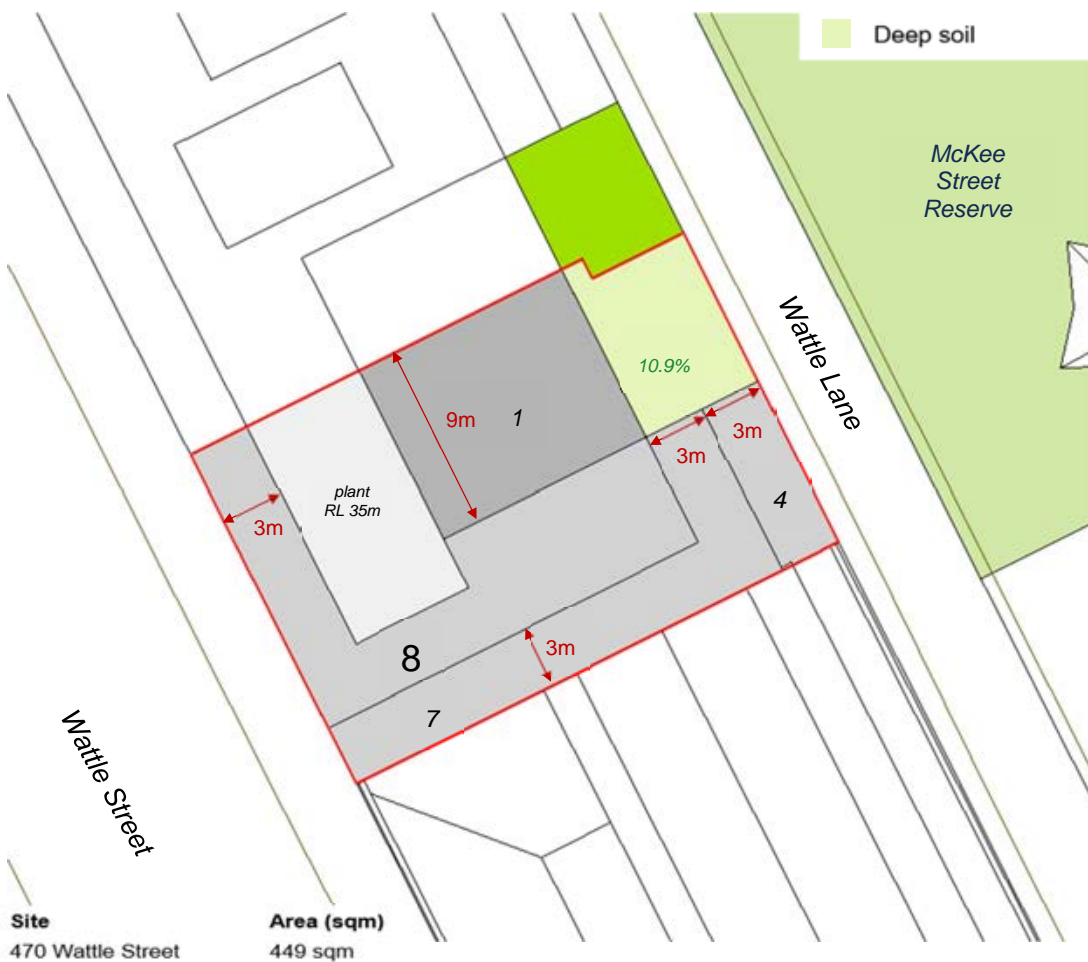 Deep soil
McKee
Street
Reserve
Wattle Lane
10.9%
9m
1
3m
3m
plant
RL 35m
3m
4
8
3m
7
Wattle Street
Site Area (sqm)
470 Wattle Street 449 sqm